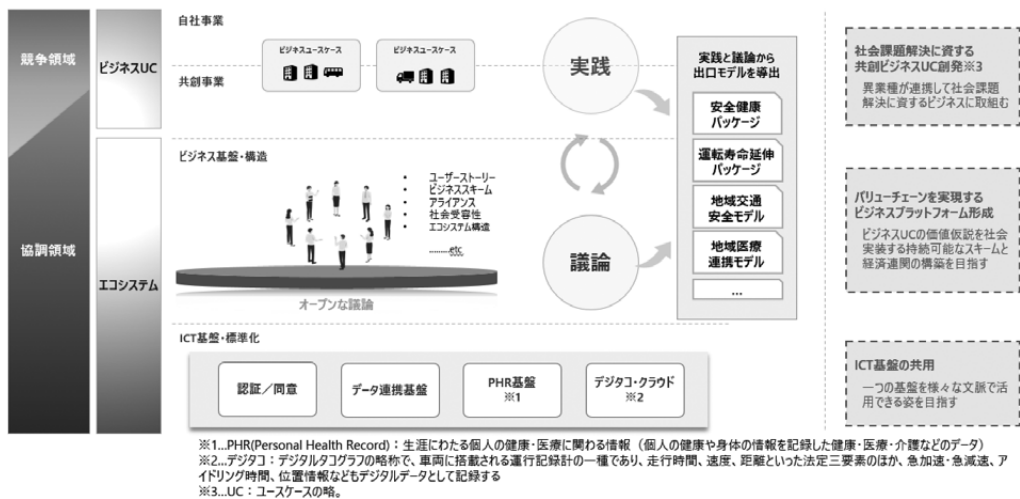 競争領域
協調領域
ビジネスUC
エコシステム
自社事業
共創事業
ビジネスユースケース
ビジネスユースケース
実践
議論
実践と議論から
出口モデルを導出
安全健康
パッケージ
運転寿命延伸
パッケージ
地域交通
安全モデル
地域医療
連携モデル
…
ビジネス基盤・構造
• ユーザーストーリー
• ビジネススキーム
• アライアンス
• 社会受容性
• エコシステム構造
………etc
オープンな議論
ICT基盤・標準化
認証／同意
データ連携基盤
PHR基盤
※1
デジタコ・クラウド
※2
社会課題解決に資する
共創ビジネスUC創発※3
異業種が連携して社会課題
解決に資するビジネスに取組む
バリューチェーンを実現する
ビジネスプラットフォーム形成
ビジネスUCの価値仮説を社会
実装する持続可能なスキームと
経済連関の構築を目指す
ICT基盤の共用
一つの基盤を様々な文脈で活
用できる姿を目指す
※1…PHR(Personal Health Record)：生涯にわたる個人の健康・医療に関わる情報（個人の健康や身体の情報を記録した健康・医療・介護などのデータ）
※2…デジタコ：デジタルタコグラフの略称で、車両に搭載される運行記録計の一種であり、走行時間、速度、距離といった法定三要素のほか、急加速・急減速、ア
イドリング時間、位置情報などもデジタルデータとして記録する
※3…UC：ユースケースの略。